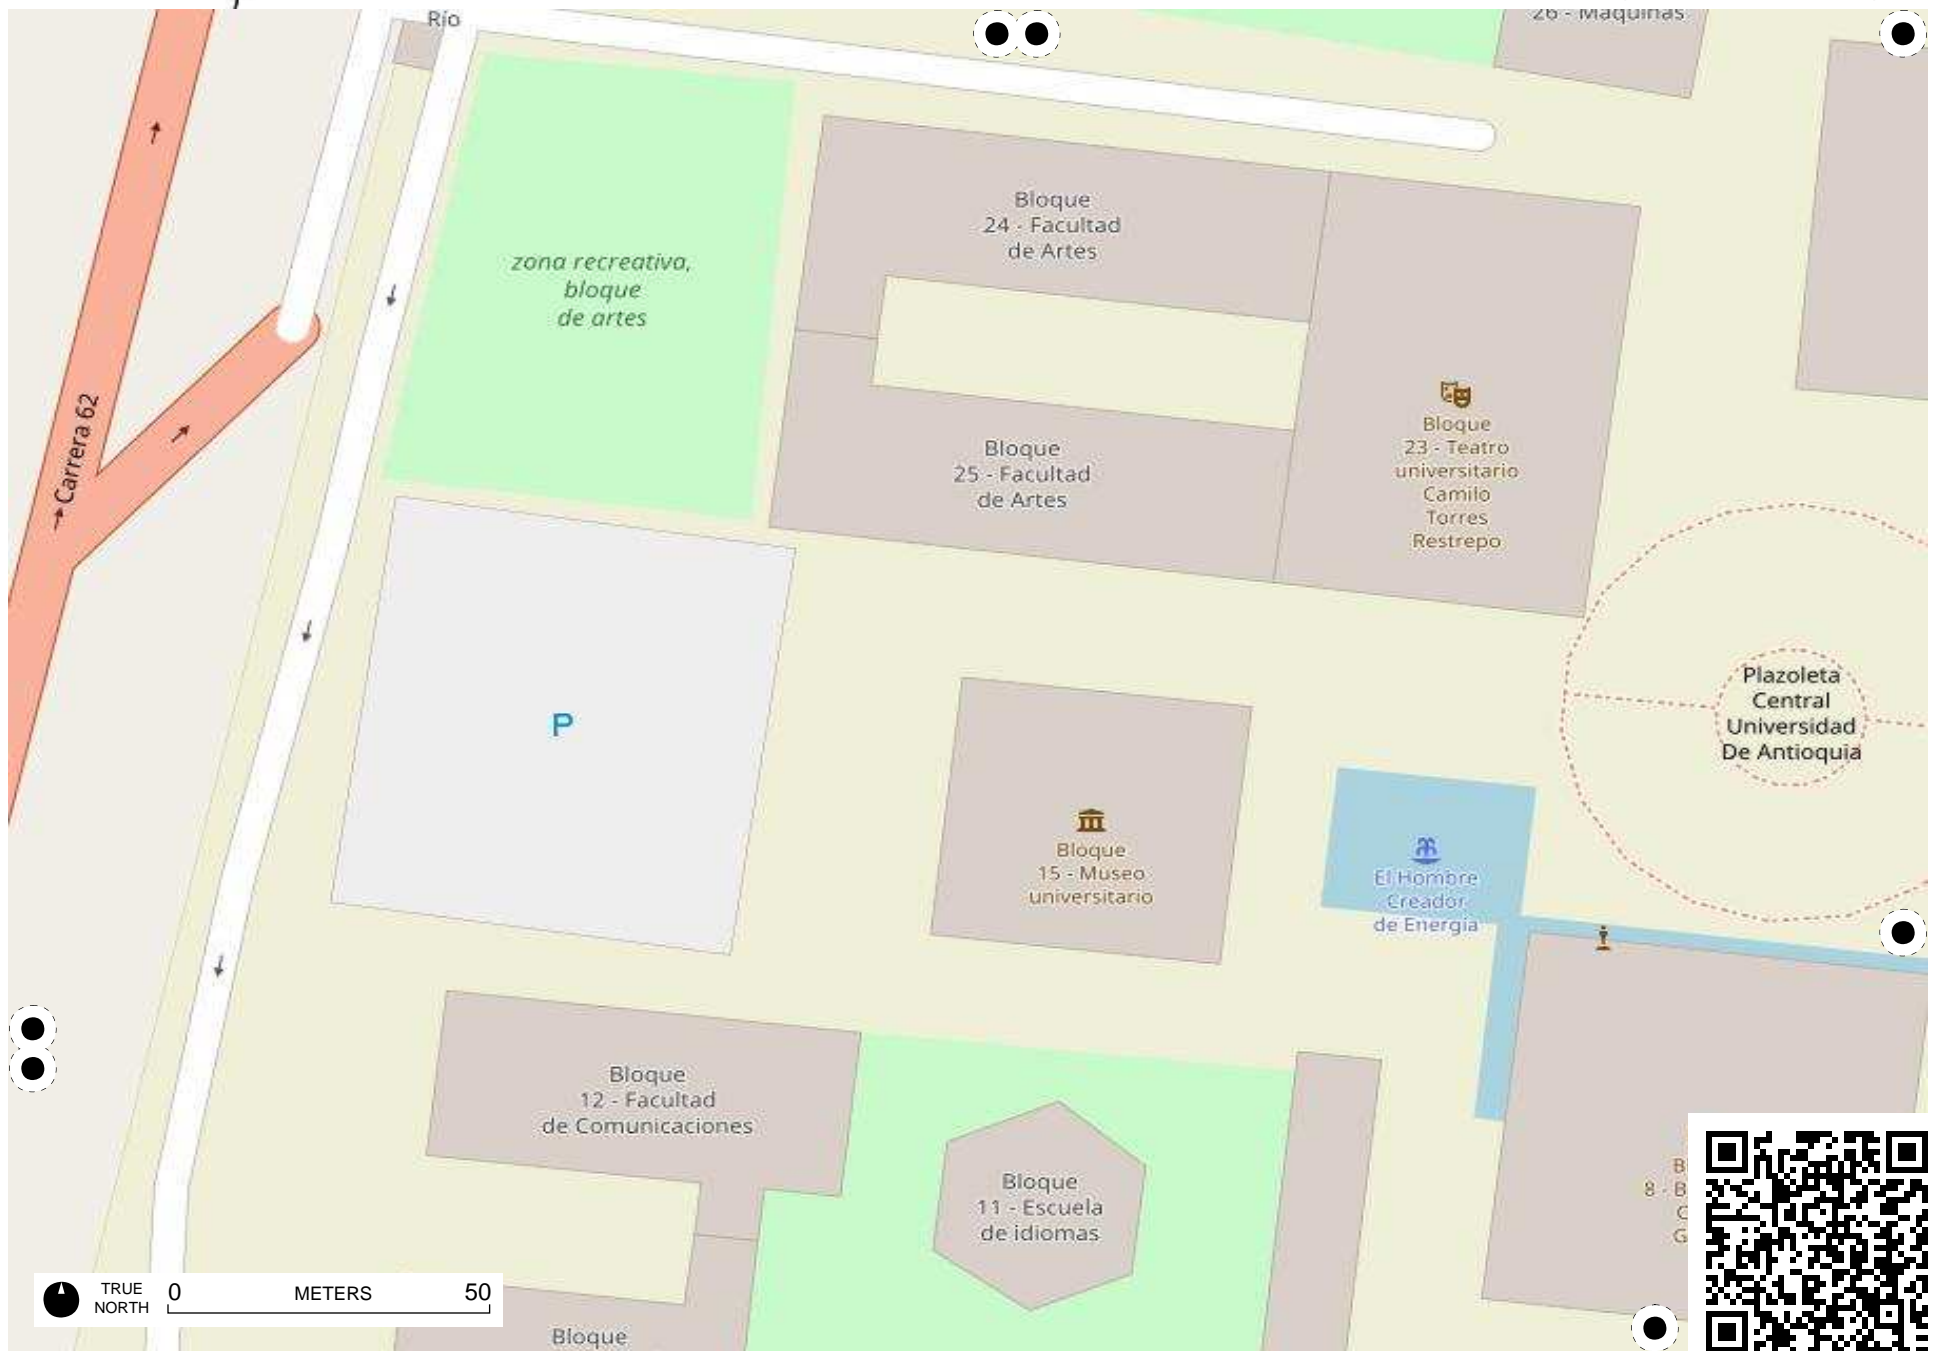 Río
26 - Máquinas
Bloque
24 - Facultad
de Artes
zona recreativa,
bloque
de artes
Carrera 62
Bloque
25 - Facultad
de Artes
Bloque
23 - Teatro
universitario
Camilo
Torres
Restrepo
Plazoleta
Central
Universidad
De Antioquia
P
Bloque
15 - Museo
universitario
El Hombre
Creador
de Energía
Bloque
12 - Facultad
de Comunicaciones
Bloque
11 - Escuela
de idiomas
8 - B
TRUE
NORTH
0 METERS 50
Bloque